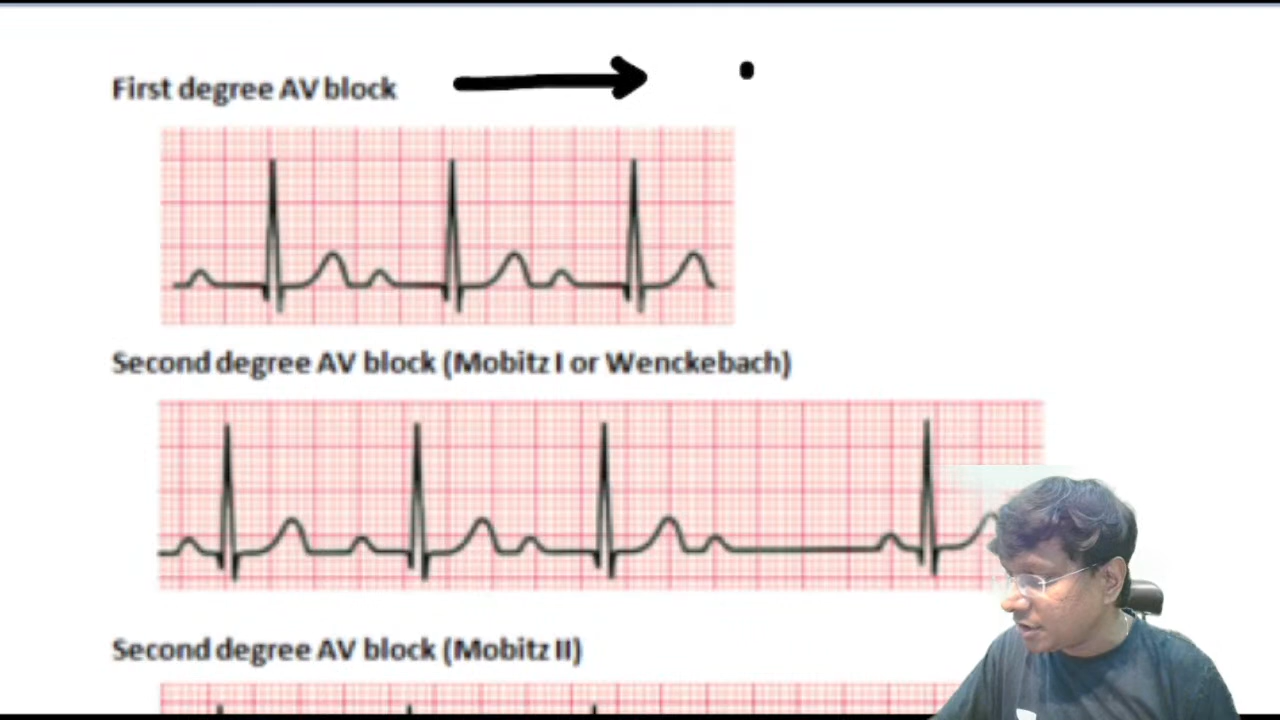 First degree AV block
Second degree AV block (Mobitz I or Wenckebach)
Second degree AV block (Mobitz II)